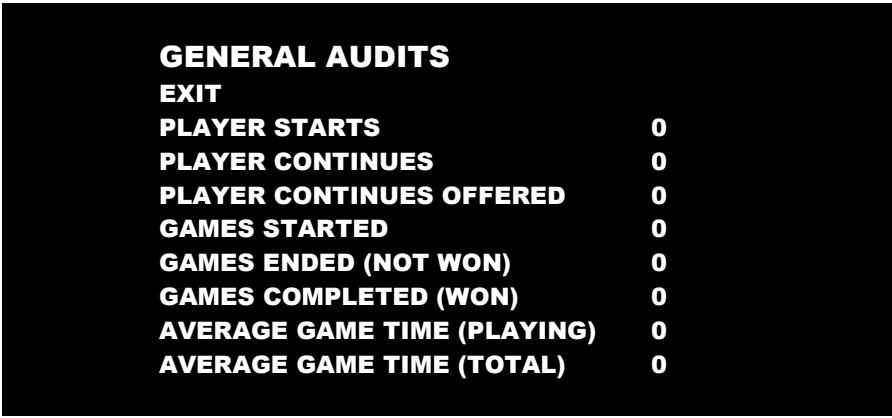 GENERAL AUDITS
EXIT
PLAYER STARTS 0
PLAYER CONTINUES 0
PLAYER CONTINUES OFFERED 0
GAMES STARTED 0
GAMES ENDED (NOT WON) 0
GAMES COMPLETED (WON) 0
AVERAGE GAME TIME (PLAYING) 0
AVERAGE GAME TIME (TOTAL) 0